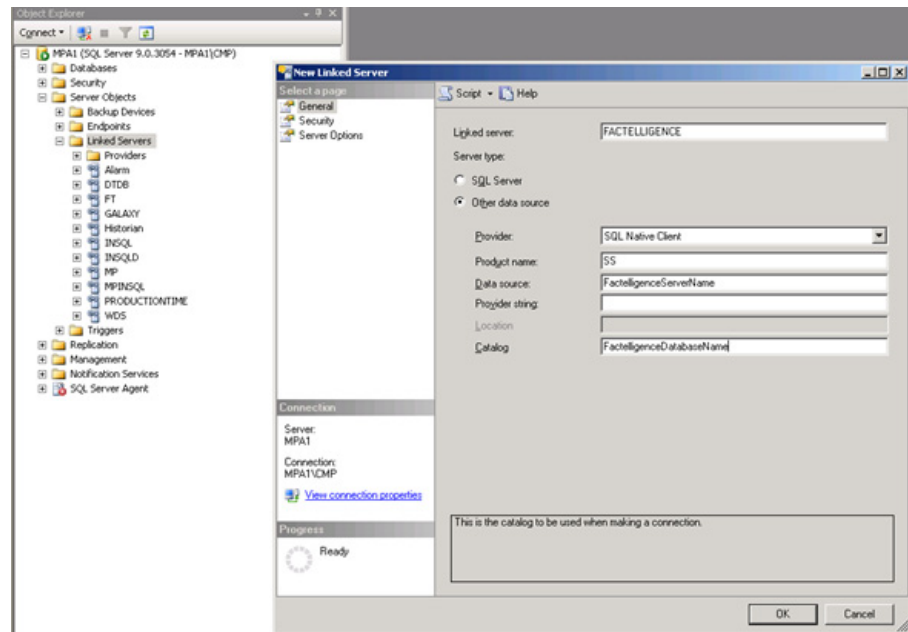 Object Explorer
Connect
MPA1 (SQL Server 9.0.3054 - MPA1\CMP)
Databases
Security
Server Objects
Backup Devices
Endpoints
Linked Servers
Providers
Alarm
DTDB
FT
GALAXY
Historian
INSQL
INSQLD
MP
MPINSQL
PRODUCTIONTIME
WDS
Triggers
Replication
Management
Notification Services
SQL Server Agent
New Linked Server
Select a page
General
Security
Server Options
Script
Help
Linked server:
FACTELLIGENCE
Server type:
SQL Server
Other data source
Provider:
SQL Native Client
Product name:
SS
Data source:
FactelligenceServerName
Provider string:
Location
Catalog
FactelligenceDatabaseName
Connection
Server:
MPA1
Connection:
MPA1\CMP
View connection properties
Progress
Ready
This is the catalog to be used when making a connection.
OK
Cancel